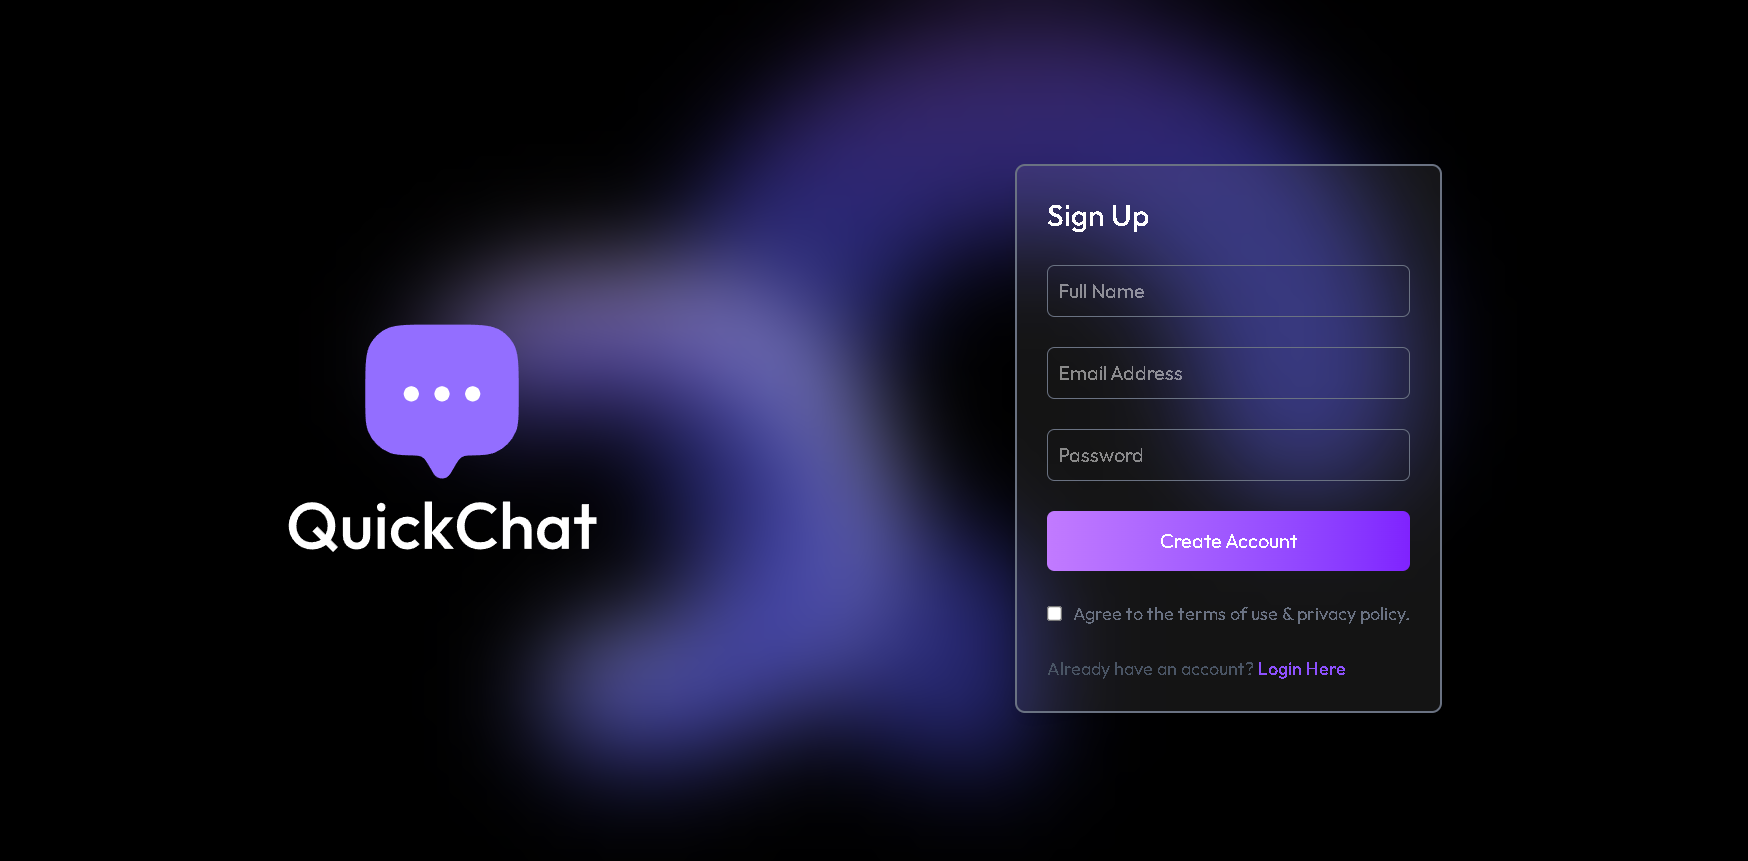 QuickChat
Sign Up
Full Name
Email Address
Password
Create Account
Agree to the terms of use & privacy policy.
Already have an account? Login Here